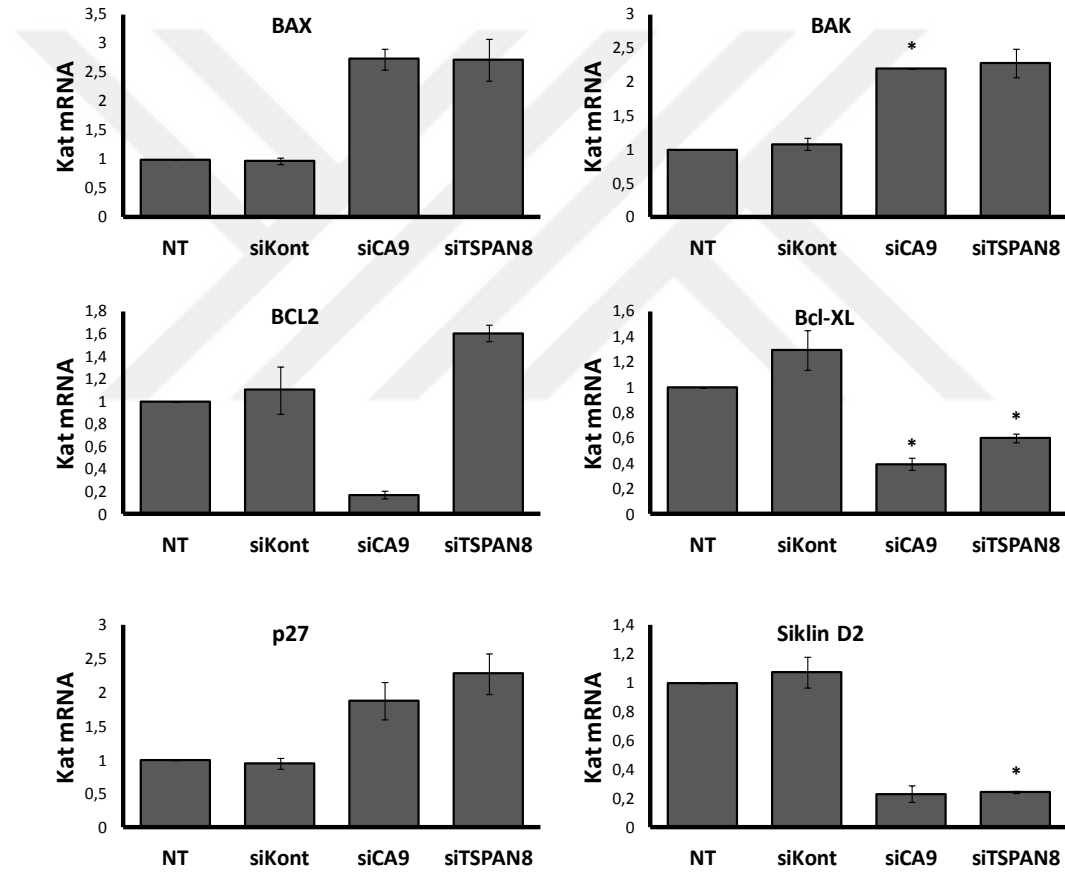 BAX
Kat mRNA
3,5
3
2,5
2
1,5
1
0,5
0
NT siKont siCA9 siTSPAN8
BAK
Kat mRNA
3
2,5
2
1,5
1
0,5
0
*
NT siKont siCA9 siTSPAN8
BCL2
Kat mRNA
1,8
1,6
1,4
1,2
1
0,8
0,6
0,4
0,2
0
NT siKont siCA9 siTSPAN8
Bcl-XL
Kat mRNA
1,6
1,4
1,2
1
0,8
0,6
0,4
0,2
0
* *
NT siKont siCA9 siTSPAN8
p27
Kat mRNA
3
2,5
2
1,5
1
0,5
0
NT siKont siCA9 siTSPAN8
Siklin D2
Kat mRNA
1,4
1,2
1
0,8
0,6
0,4
0,2
0
*
NT siKont siCA9 siTSPAN8